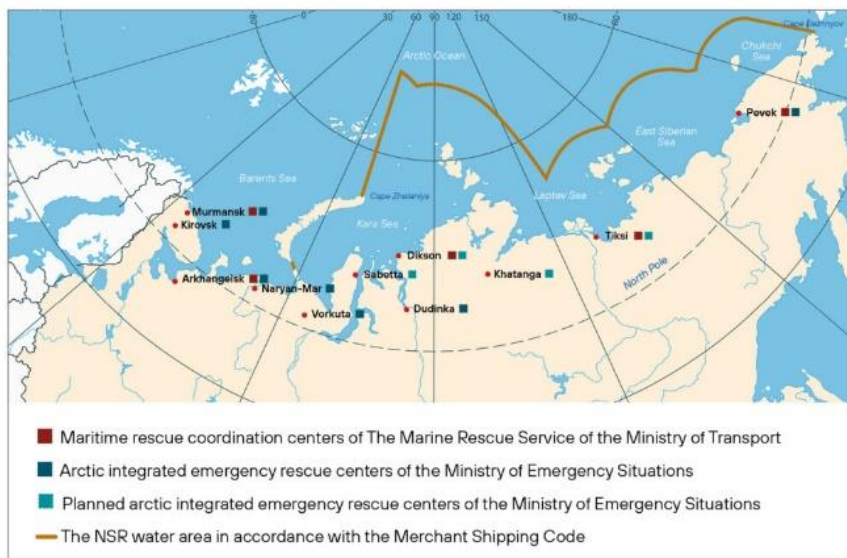 0
30
60
90
120
150
180
Cape Dezhnyov
Chukchi
Sea
Arctic Ocean
Pevek
East Siberian
Sea
Barents Sea
Laptev Sea
Cape Zhelaniya
Murmansk
Kirovsk
Kara Sea
Tiksi
Dikson
North Pole
Arkhangelsk
Naryan-Mar
Sabetta
Khatanga
Vorkuta
Dudinka
Maritime rescue coordination centers of The Marine Rescue Service of the Ministry of Transport
Arctic integrated emergency rescue centers of the Ministry of Emergency Situations
Planned arctic integrated emergency rescue centers of the Ministry of Emergency Situations
The NSR water area in accordance with the Merchant Shipping Code